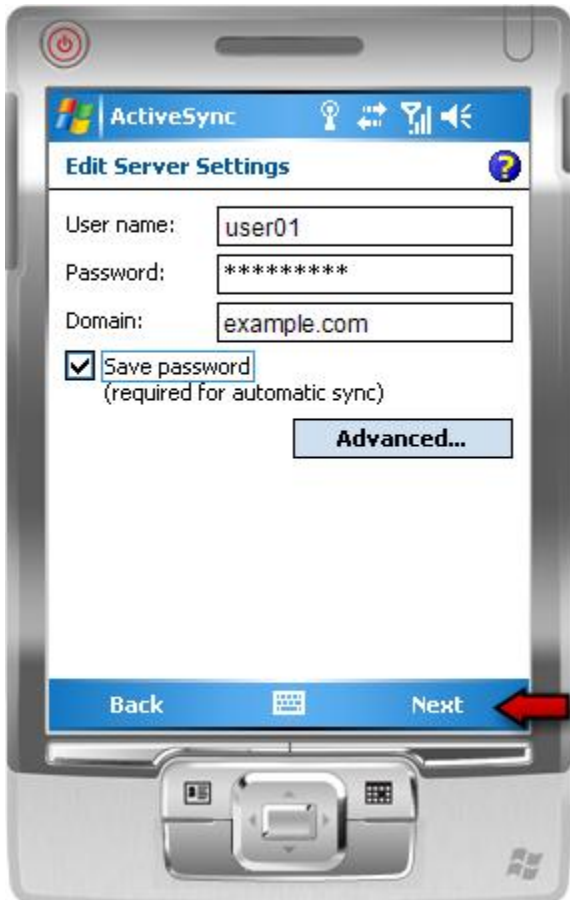 ActiveSync
Edit Server Settings
User name: user01
Password: *********
Domain: example.com
Save password
(required for automatic sync)
Advanced...
Back Next